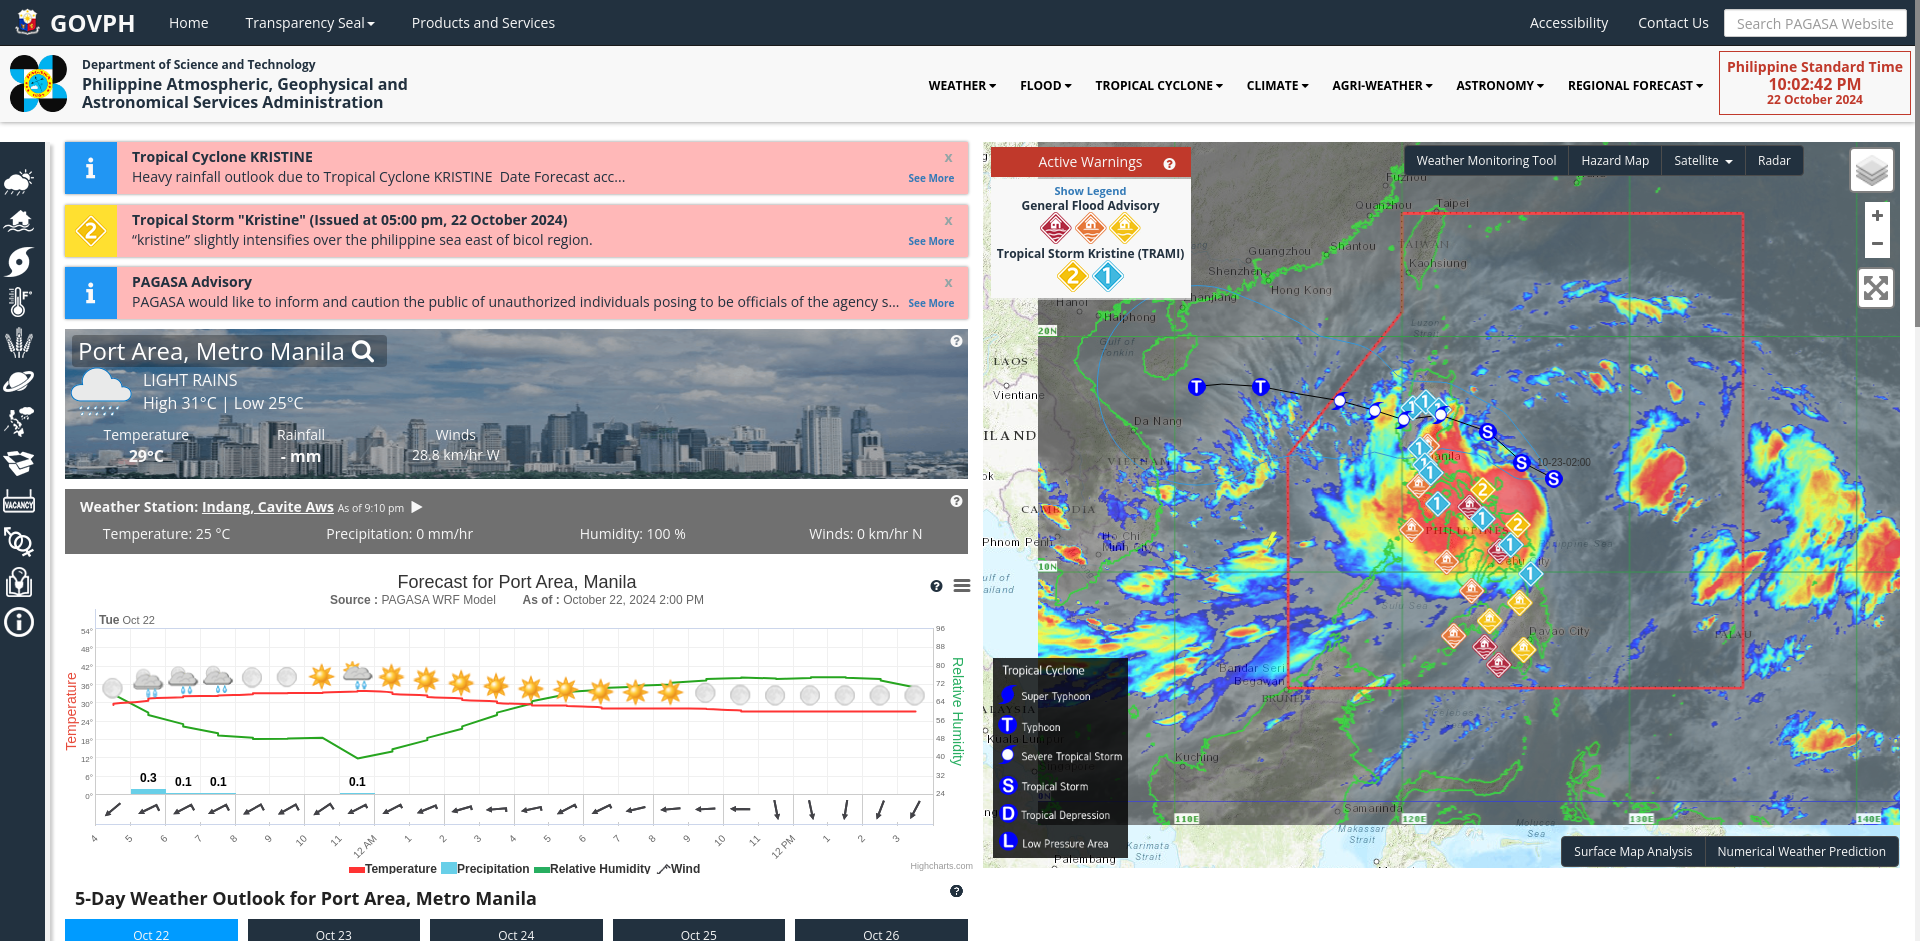 GOVPH
Home
Transparency Seal
Products and Services
Accessibility
Contact Us
Search PAGASA Website
Department of Science and Technology
Philippine Atmospheric, Geophysical and
Astronomical Services Administration
WEATHER
FLOOD
TROPICAL CYCLONE
CLIMATE
AGRI-WEATHER
ASTRONOMY
REGIONAL FORECAST
Philippine Standard Time
10:02:42 PM
22 October 2024
Tropical Cyclone KRISTINE
x
Heavy rainfall outlook due to Tropical Cyclone KRISTINE Date Forecast acc...
See More
2
Tropical Storm "Kristine" (Issued at 05:00 pm, 22 October 2024)
x
“kristine” slightly intensifies over the philippine sea east of bicol region.
See More
PAGASA Advisory
x
PAGASA would like to inform and caution the public of unauthorized individuals posing to be officials of the agency s...
See More
Port Area, Metro Manila
LIGHT RAINS
High 31°C | Low 25°C
Temperature
29°C
Rainfall
- mm
Winds
28.8 km/hr W
Weather Station: Indang, Cavite Aws As of 9:10 pm
Temperature: 25 °C
Precipitation: 0 mm/hr
Humidity: 100 %
Winds: 0 km/hr N
Forecast for Port Area, Manila
Source : PAGASA WRF Model As of : October 22, 2024 2:00 PM
Tue Oct 22
Temperature
54°
48°
42°
36°
30°
24°
18°
12°
6°
0°
0.3
0.1
0.1
0.1
96
88
80
72
64
56
48
40
32
24
Relative Humidity
4 5 6 7 8 9 10 11 12 AM 1 2 3 4 5 6 7 8 9 10 11 12 PM 1 2 3
Temperature Precipitation Relative Humidity Wind
Highcharts.com
5-Day Weather Outlook for Port Area, Metro Manila
Oct 22
Oct 23
Oct 24
Oct 25
Oct 26
VACANCY
Active Warnings
Show Legend
General Flood Advisory
Tropical Storm Kristine (TRAMI)
2 1
Weather Monitoring Tool
Hazard Map
Satellite
Radar
+
−
Fuzhou
Quanzhou
Taipei
TAIWAN
Kaohsiung
Guangzhou
Shantou
Shenzhen
Hong Kong
Zhanjiang
Hanoi
Haiphong
Gulf of
Tonkin
Luzon
Strait
20N
LAOS
Vientiane
Da Nang
VIETNAM
CAMBODIA
Phnom Penh
Ho Chi
Minh City
10N
10-23-02:00
PHILIPPINES
Sulu Sea
Davao City
PALAU
Bandar Seri
Begawan
BRUNEI
Kuching
Samarinda
110E
120E
130E
140E
Makassar
Strait
Karimata
Strait
Molucca
Sea
Palembang
Tropical Cyclone
Super Typhoon
T Typhoon
Severe Tropical Storm
S Tropical Storm
D Tropical Depression
L Low Pressure Area
Surface Map Analysis
Numerical Weather Prediction